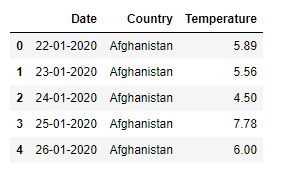 Date Country Temperature
0 22-01-2020 Afghanistan 5.89
1 23-01-2020 Afghanistan 5.56
2 24-01-2020 Afghanistan 4.50
3 25-01-2020 Afghanistan 7.78
4 26-01-2020 Afghanistan 6.00